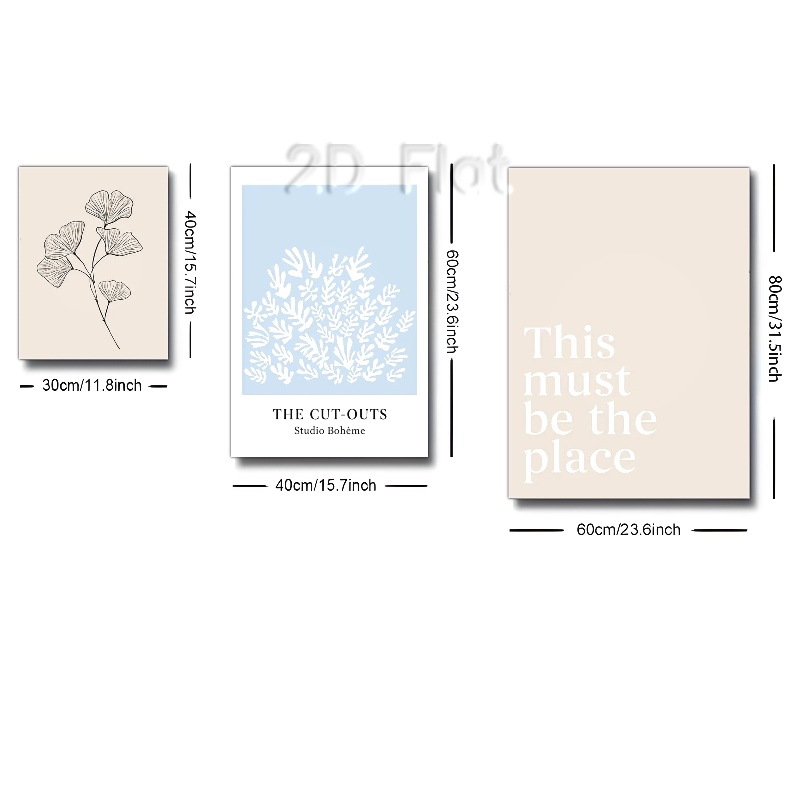 2D Flat
40cm/15.7inch
30cm/11.8inch
THE CUT-OUTS
Studio Bohême
60cm/23.6inch
40cm/15.7inch
This
must
be the
place
80cm/31.5inch
60cm/23.6inch